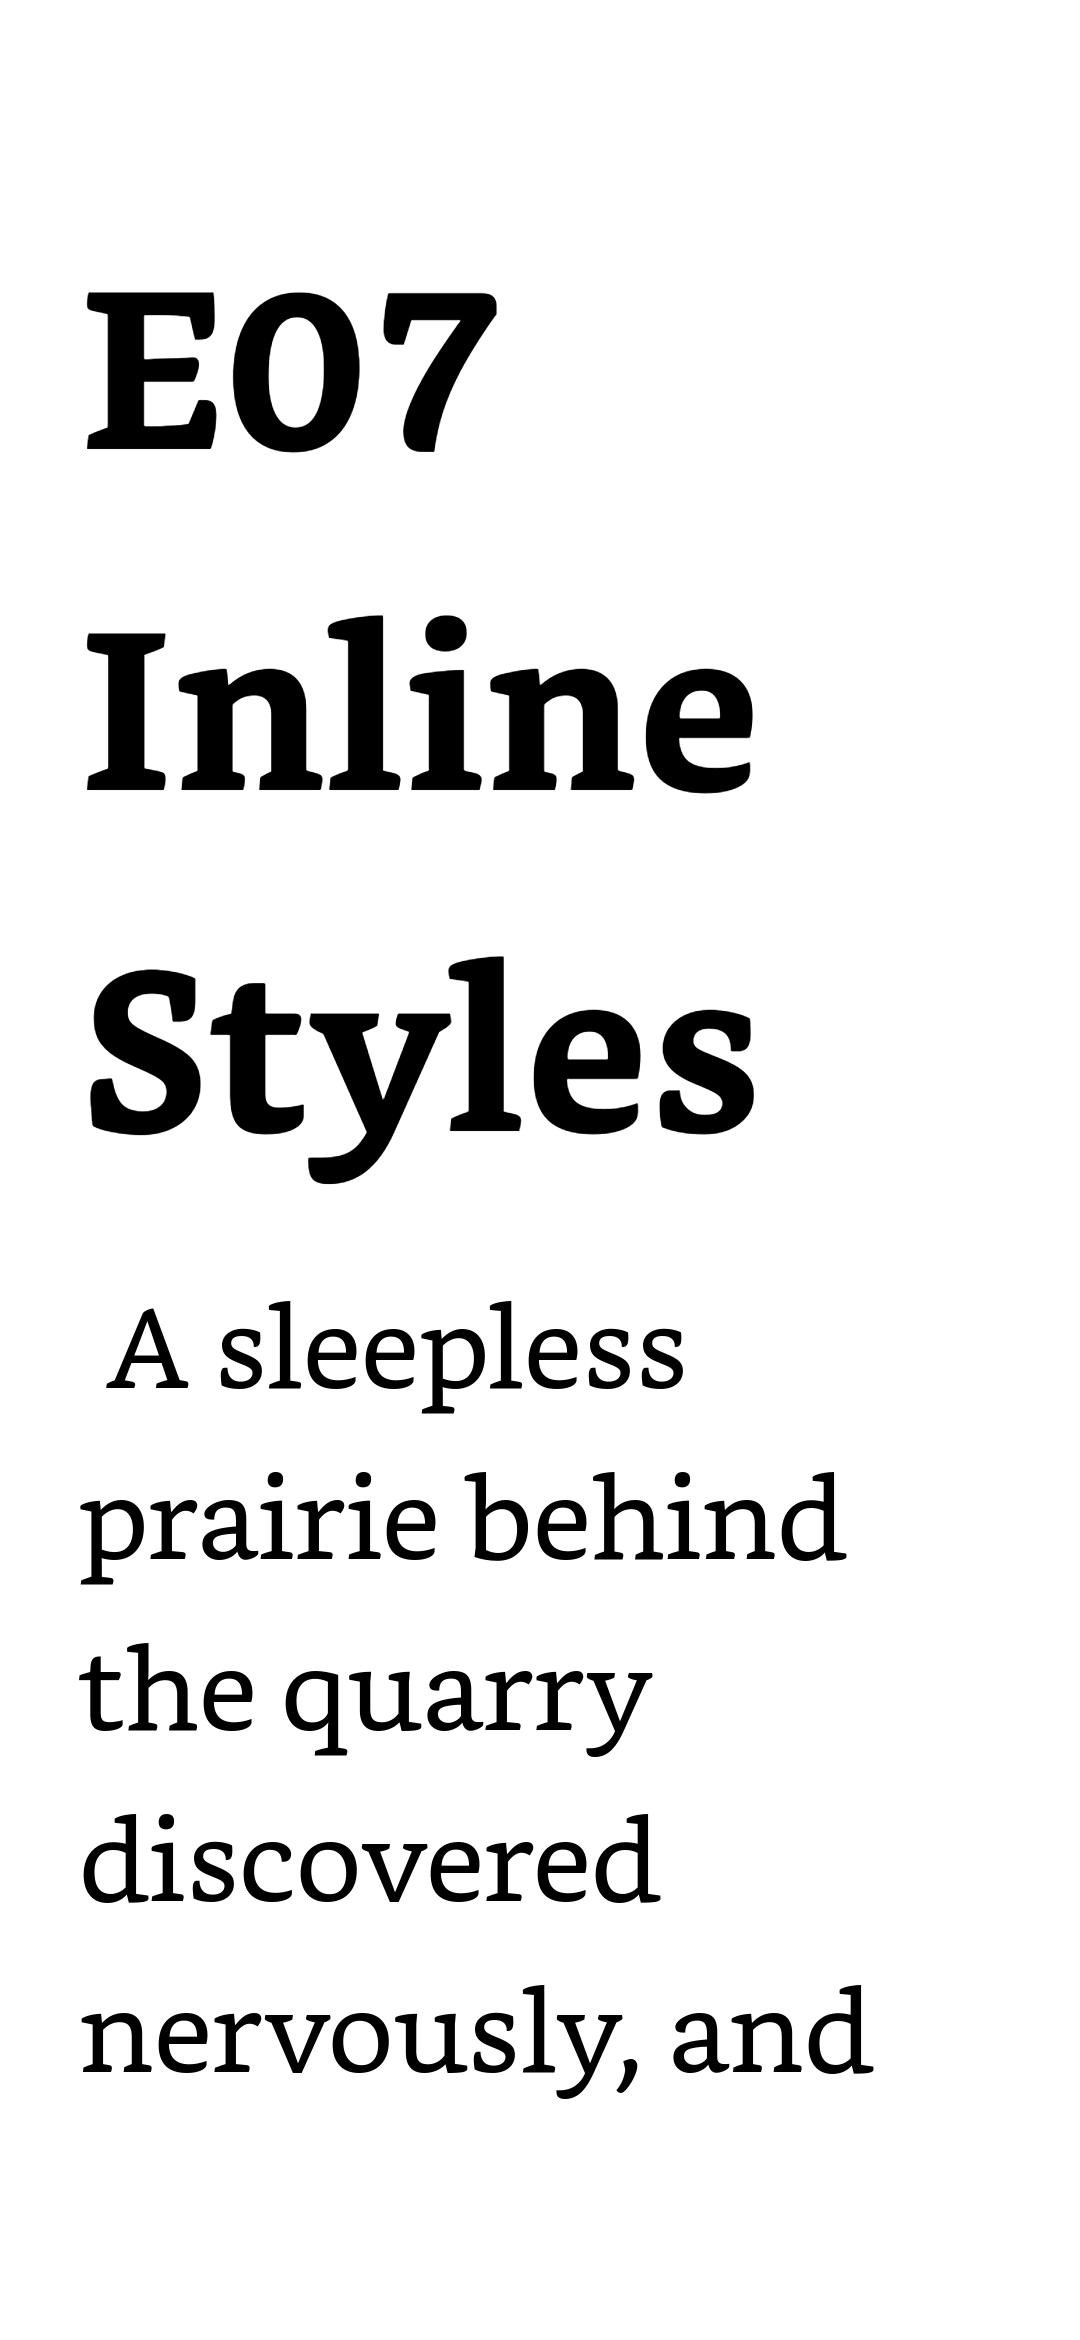 E07
Inline
Styles
A sleepless
prairie behind
the quarry
discovered
nervously, and